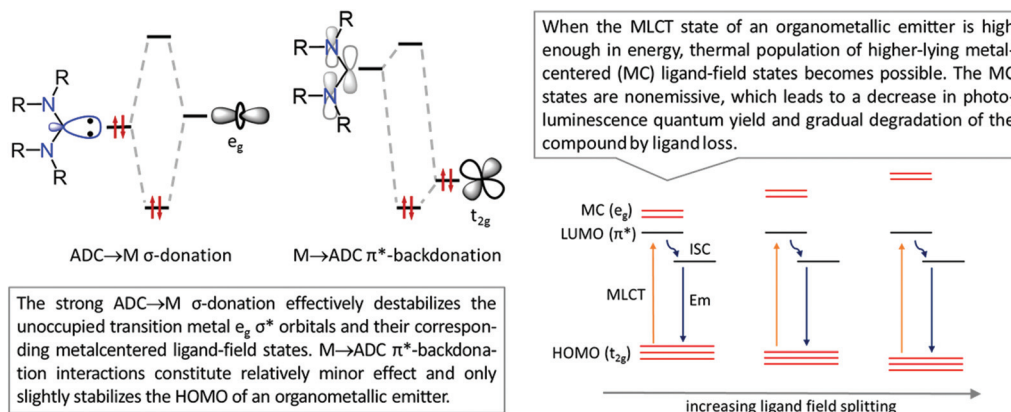 R
N
R
N
R
R
e_g
ADC→M σ-donation
R
R
N
N
R
R
t_2g
M→ADC π*-backdonation
The strong ADC→M σ-donation effectively destabilizes the
unoccupied transition metal e_g σ* orbitals and their correspon-
ding metalcentered ligand-field states. M→ADC π*-backdona-
tion interactions constitute relatively minor effect and only
slightly stabilizes the HOMO of an organometallic emitter.
When the MLCT state of an organometallic emitter is high
enough in energy, thermal population of higher-lying metal-
centered (MC) ligand-field states becomes possible. The MC
states are nonemissive, which leads to a decrease in photo-
luminescence quantum yield and gradual degradation of the
compound by ligand loss.
MC (e_g)
LUMO (π*)
ISC
MLCT
Em
HOMO (t_2g)
increasing ligand field splitting